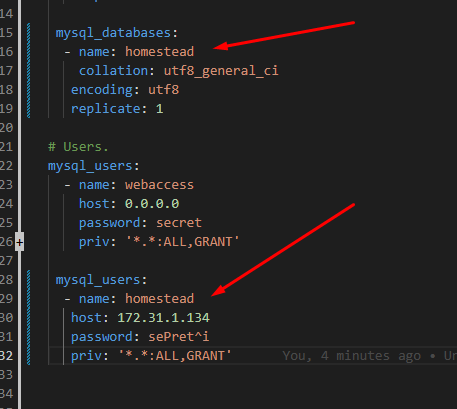 14
15 mysql_databases:
16 - name: homestead
17 collation: utf8_general_ci
18 encoding: utf8
19 replicate: 1
20
21 # Users.
22 mysql_users:
23 - name: webaccess
24 host: 0.0.0.0
25 password: secret
26 + priv: '*.*:ALL,GRANT'
27
28 mysql_users:
29 - name: homestead
30 host: 172.31.1.134
31 password: sePret^i
32 priv: '*.*:ALL,GRANT' You, 4 minutes ago • Un
33
34